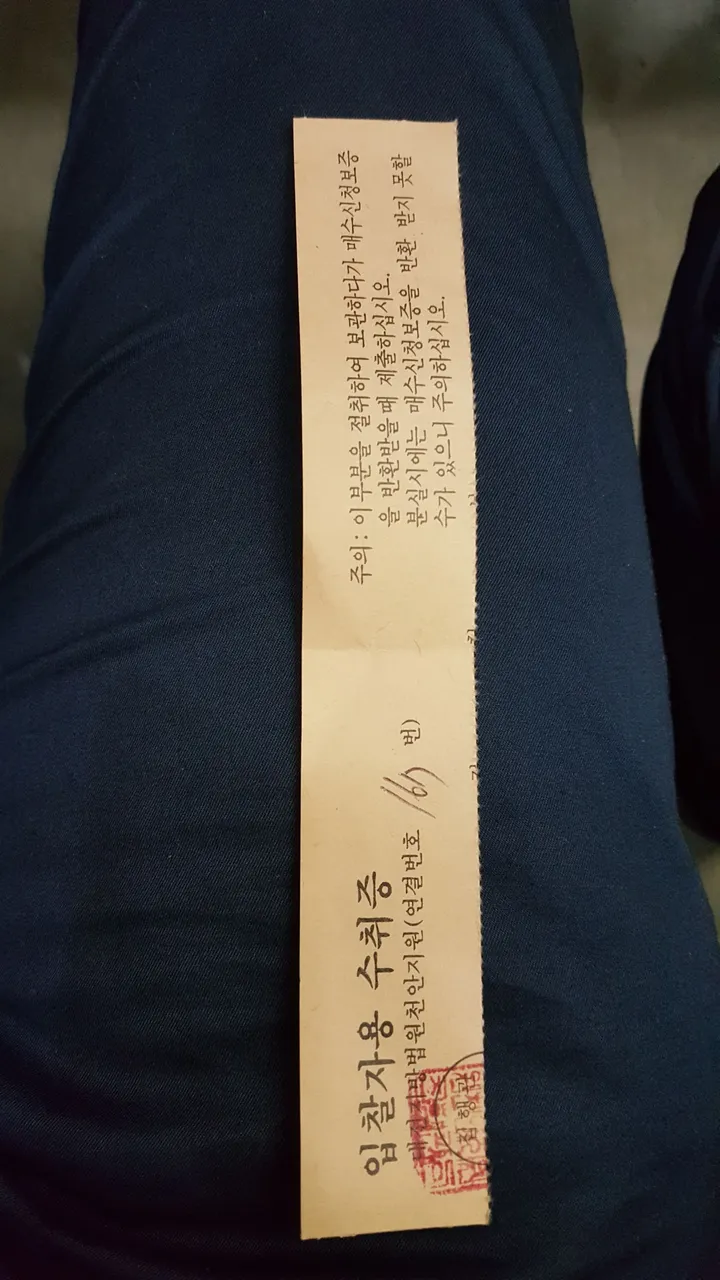 입찰자용 수취증
대전지방법원천안지원(연결번호 번)
집행관
주의: 이 부분을 절취하여 보관하다가 매수신청보증
을 반환받을때 제출하십시오.
분실시에는 매수신청보증을 반환 받지 못할
수가 있으니 주의하십시오.